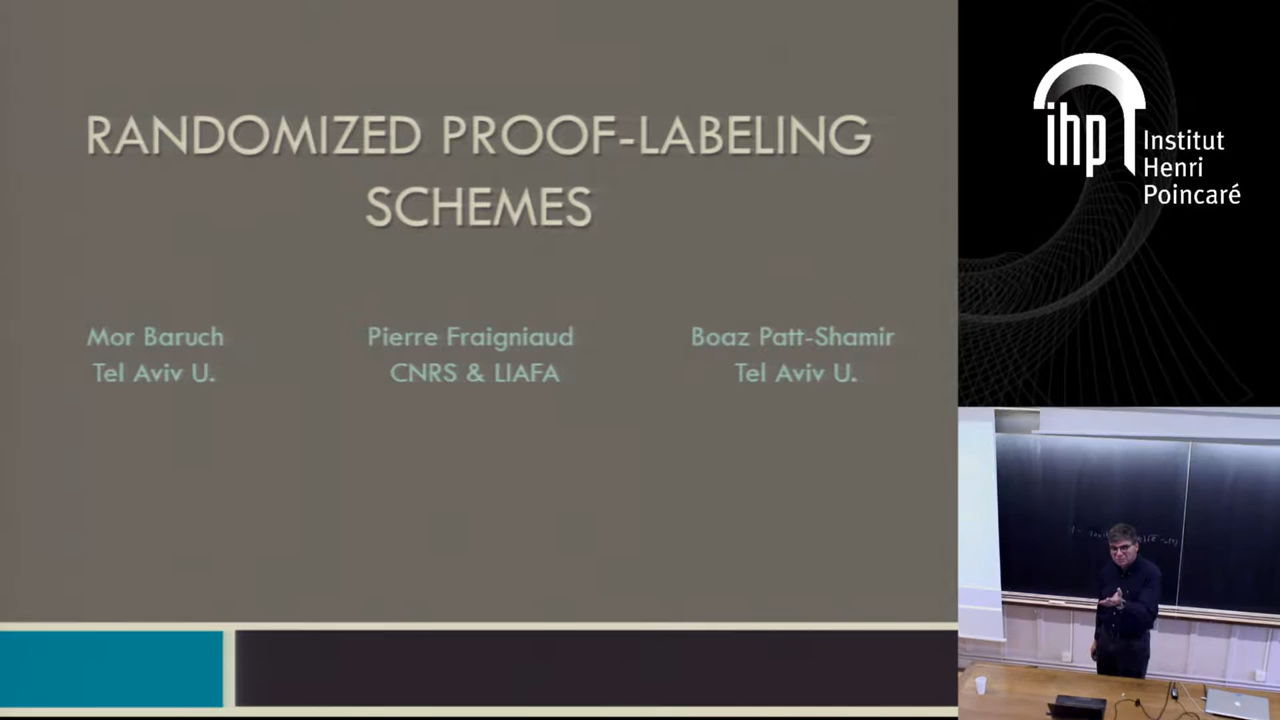 RANDOMIZED PROOF-LABELING
SCHEMES
Mor Baruch
Tel Aviv U.
Pierre Fraigniaud
CNRS & LIAFA
Boaz Patt-Shamir
Tel Aviv U.
ihp
Institut
Henri
Poincaré